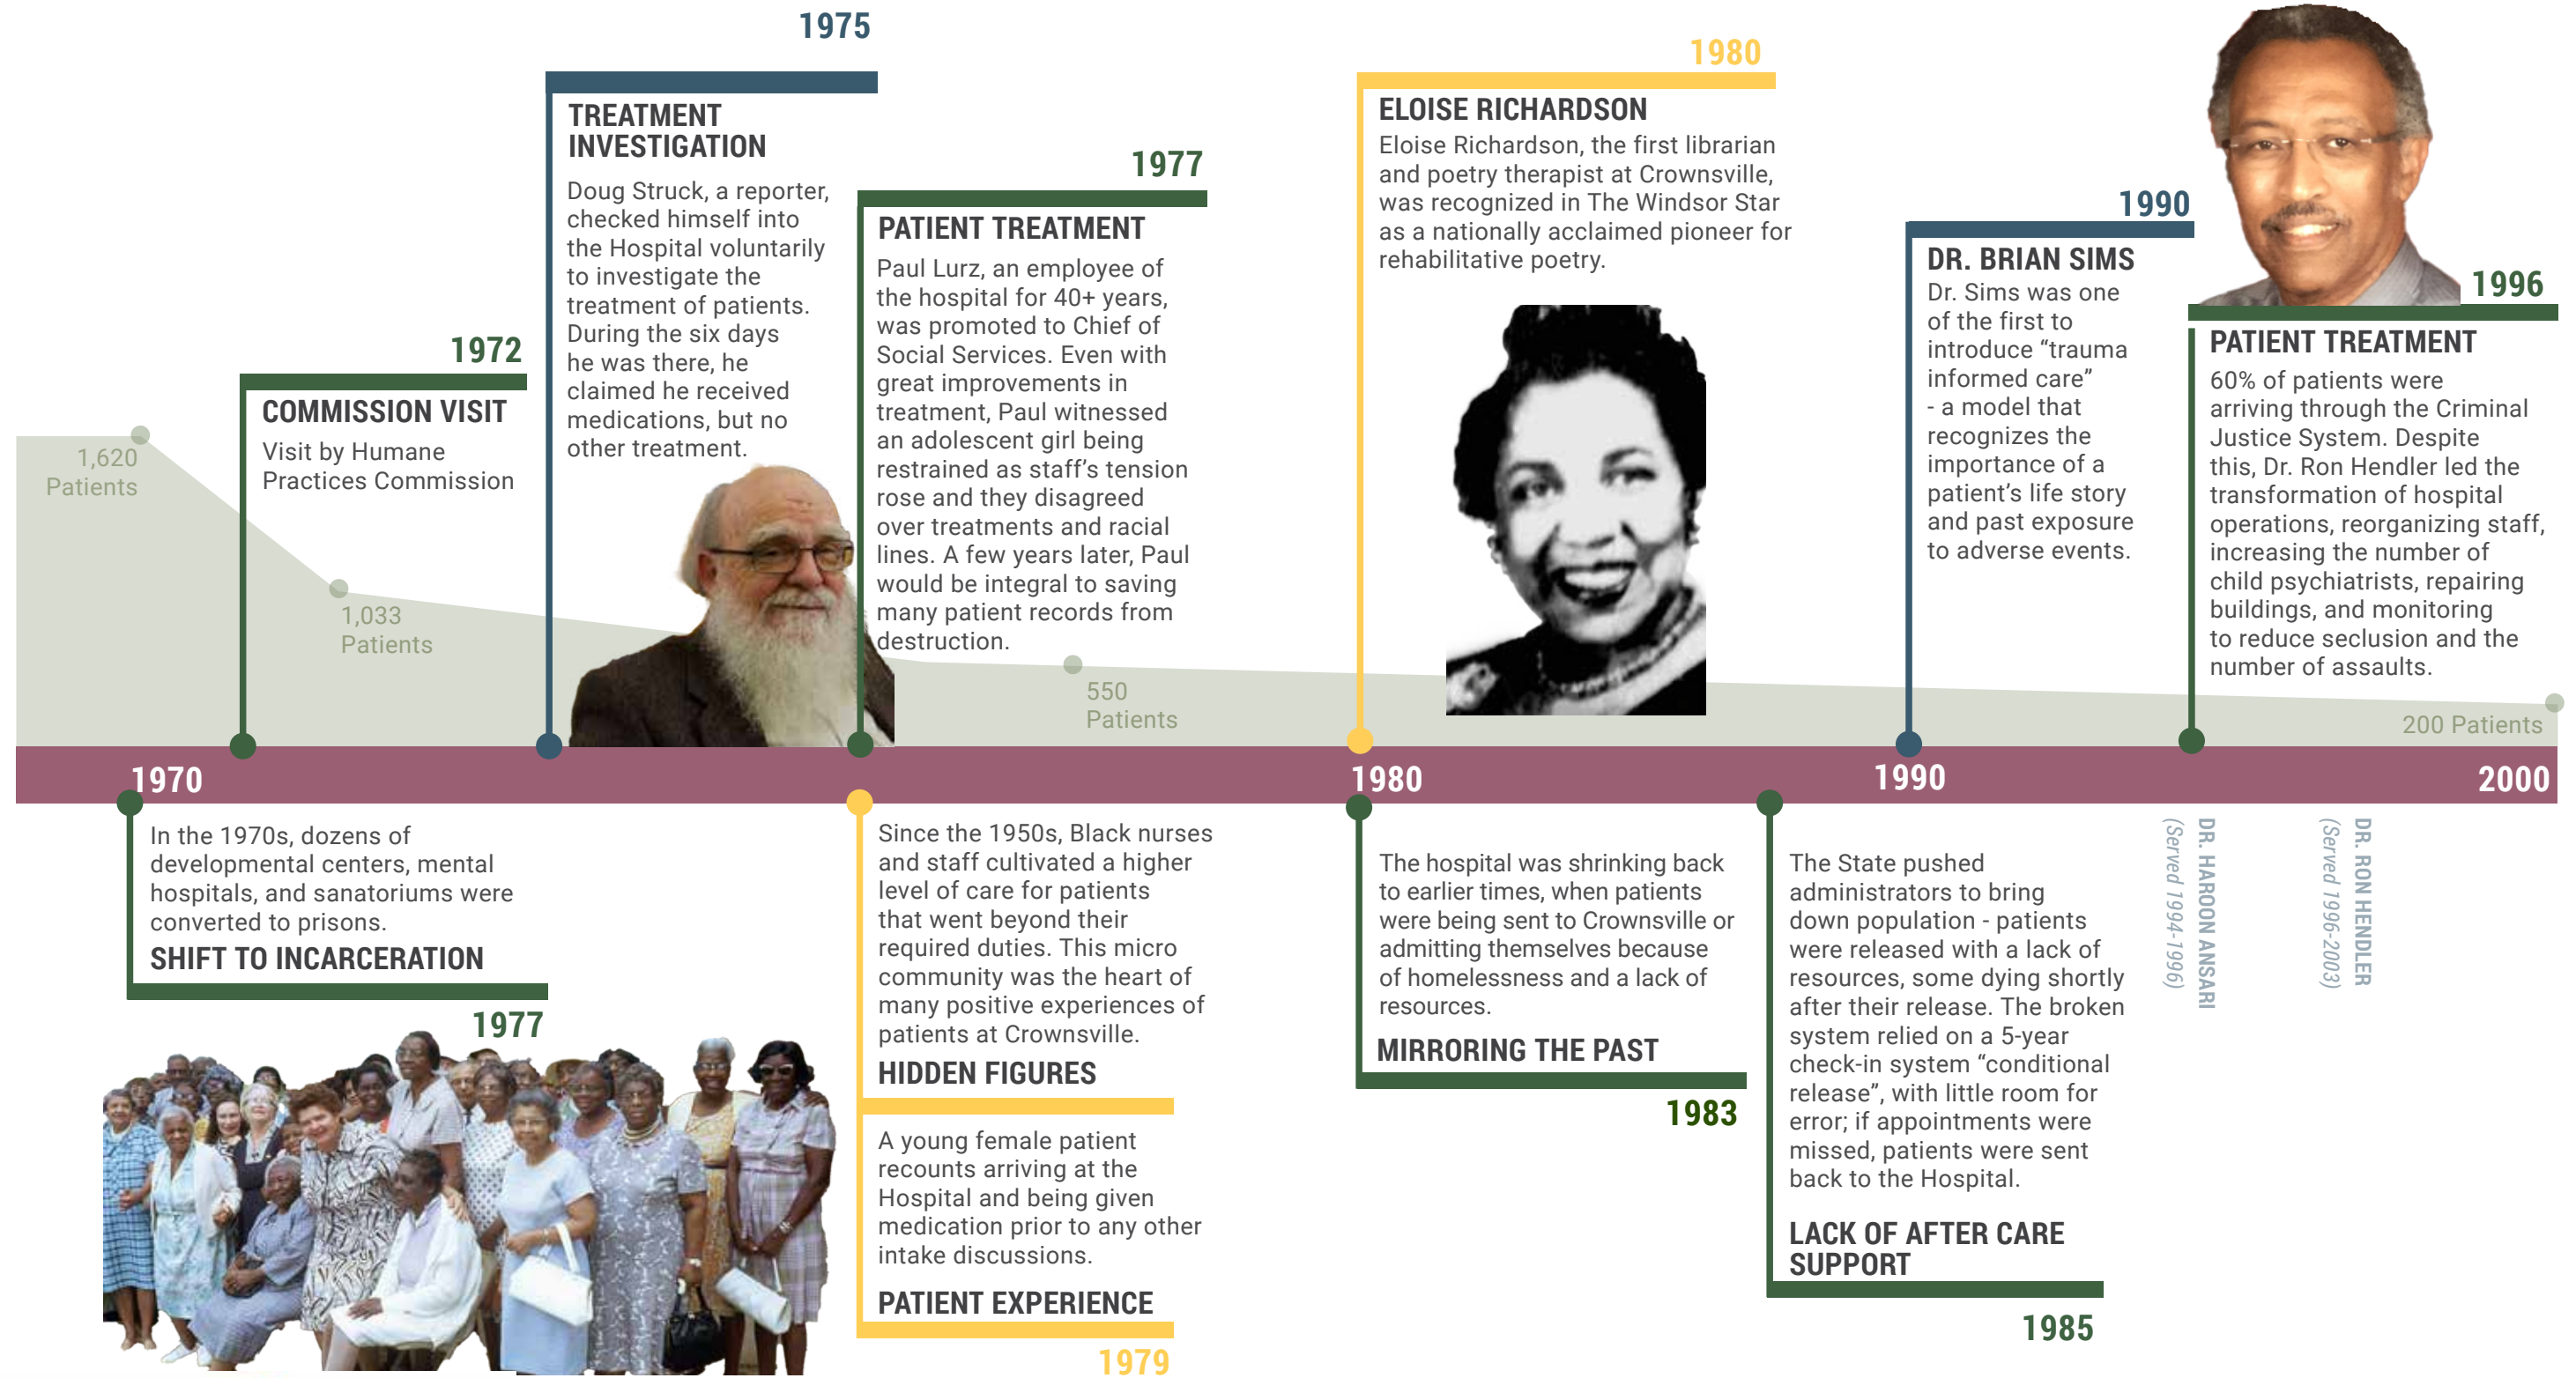 1975
TREATMENT
INVESTIGATION
Doug Struck, a reporter,
checked himself into
the Hospital voluntarily
to investigate the
treatment of patients.
During the six days
he was there, he
claimed he received
medications, but no
other treatment.
1977
PATIENT TREATMENT
Paul Lurz, an employee of
the hospital for 40+ years,
was promoted to Chief of
Social Services. Even with
great improvements in
treatment, Paul witnessed
an adolescent girl being
restrained as staff’s tension
rose and they disagreed
over treatments and racial
lines. A few years later, Paul
would be integral to saving
many patient records from
destruction.
1972
COMMISSION VISIT
Visit by Humane
Practices Commission
1980
ELOISE RICHARDSON
Eloise Richardson, the first librarian
and poetry therapist at Crownsville,
was recognized in The Windsor Star
as a nationally acclaimed pioneer for
rehabilitative poetry.
1990
DR. BRIAN SIMS
Dr. Sims was one
of the first to
introduce “trauma
informed care”
- a model that
recognizes the
importance of a
patient’s life story
and past exposure
to adverse events.
1996
PATIENT TREATMENT
60% of patients were
arriving through the Criminal
Justice System. Despite
this, Dr. Ron Hendler led the
transformation of hospital
operations, reorganizing staff,
increasing the number of
child psychiatrists, repairing
buildings, and monitoring
to reduce seclusion and the
number of assaults.
1,620
Patients
1,033
Patients
550
Patients
200 Patients
1970
1980
1990
2000
In the 1970s, dozens of
developmental centers, mental
hospitals, and sanatoriums were
converted to prisons.
SHIFT TO INCARCERATION
1977
Since the 1950s, Black nurses
and staff cultivated a higher
level of care for patients
that went beyond their
required duties. This micro
community was the heart of
many positive experiences of
patients at Crownsville.
HIDDEN FIGURES
A young female patient
recounts arriving at the
Hospital and being given
medication prior to any other
intake discussions.
PATIENT EXPERIENCE
1979
The hospital was shrinking back
to earlier times, when patients
were being sent to Crownsville or
admitting themselves because
of homelessness and a lack of
resources.
MIRRORING THE PAST
1983
The State pushed
administrators to bring
down population - patients
were released with a lack of
resources, some dying shortly
after their release. The broken
system relied on a 5-year
check-in system “conditional
release”, with little room for
error; if appointments were
missed, patients were sent
back to the Hospital.
LACK OF AFTER CARE
SUPPORT
1985
DR. HAROON ANSARI
(Served 1994-1996)
DR. RON HENDLER
(Served 1996-2003)